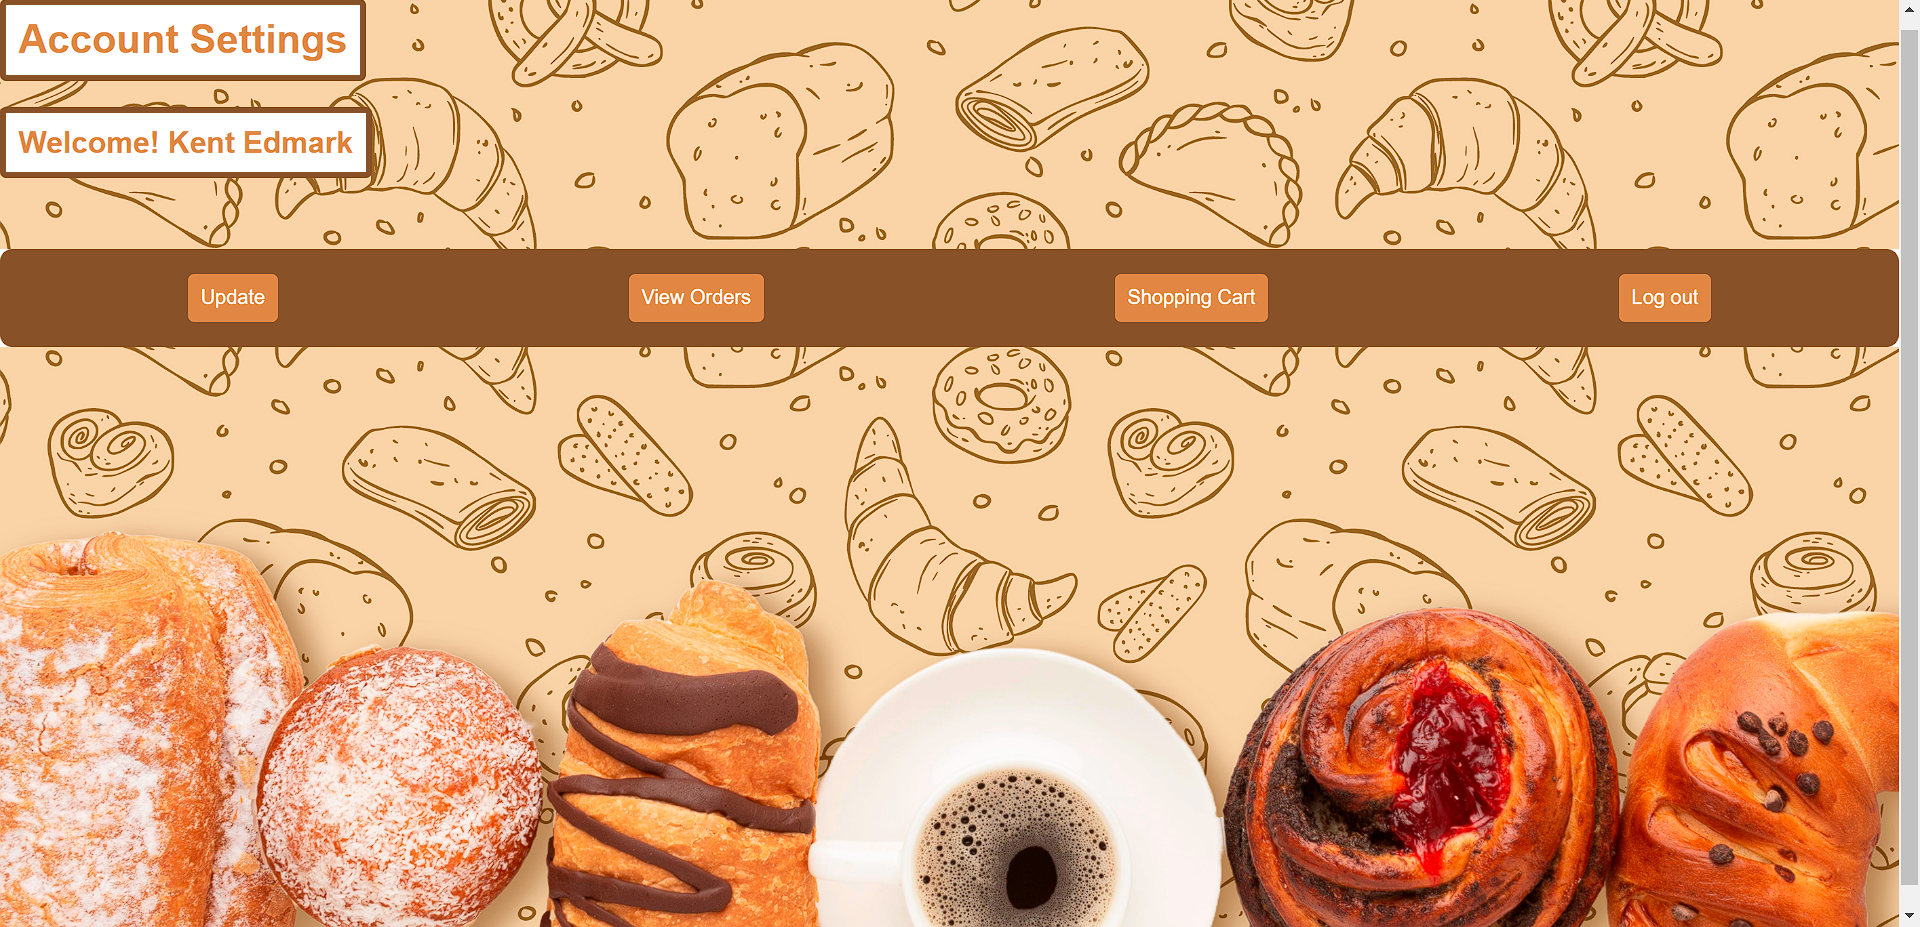 Account Settings
Welcome! Kent Edmark
Update
View Orders
Shopping Cart
Log out